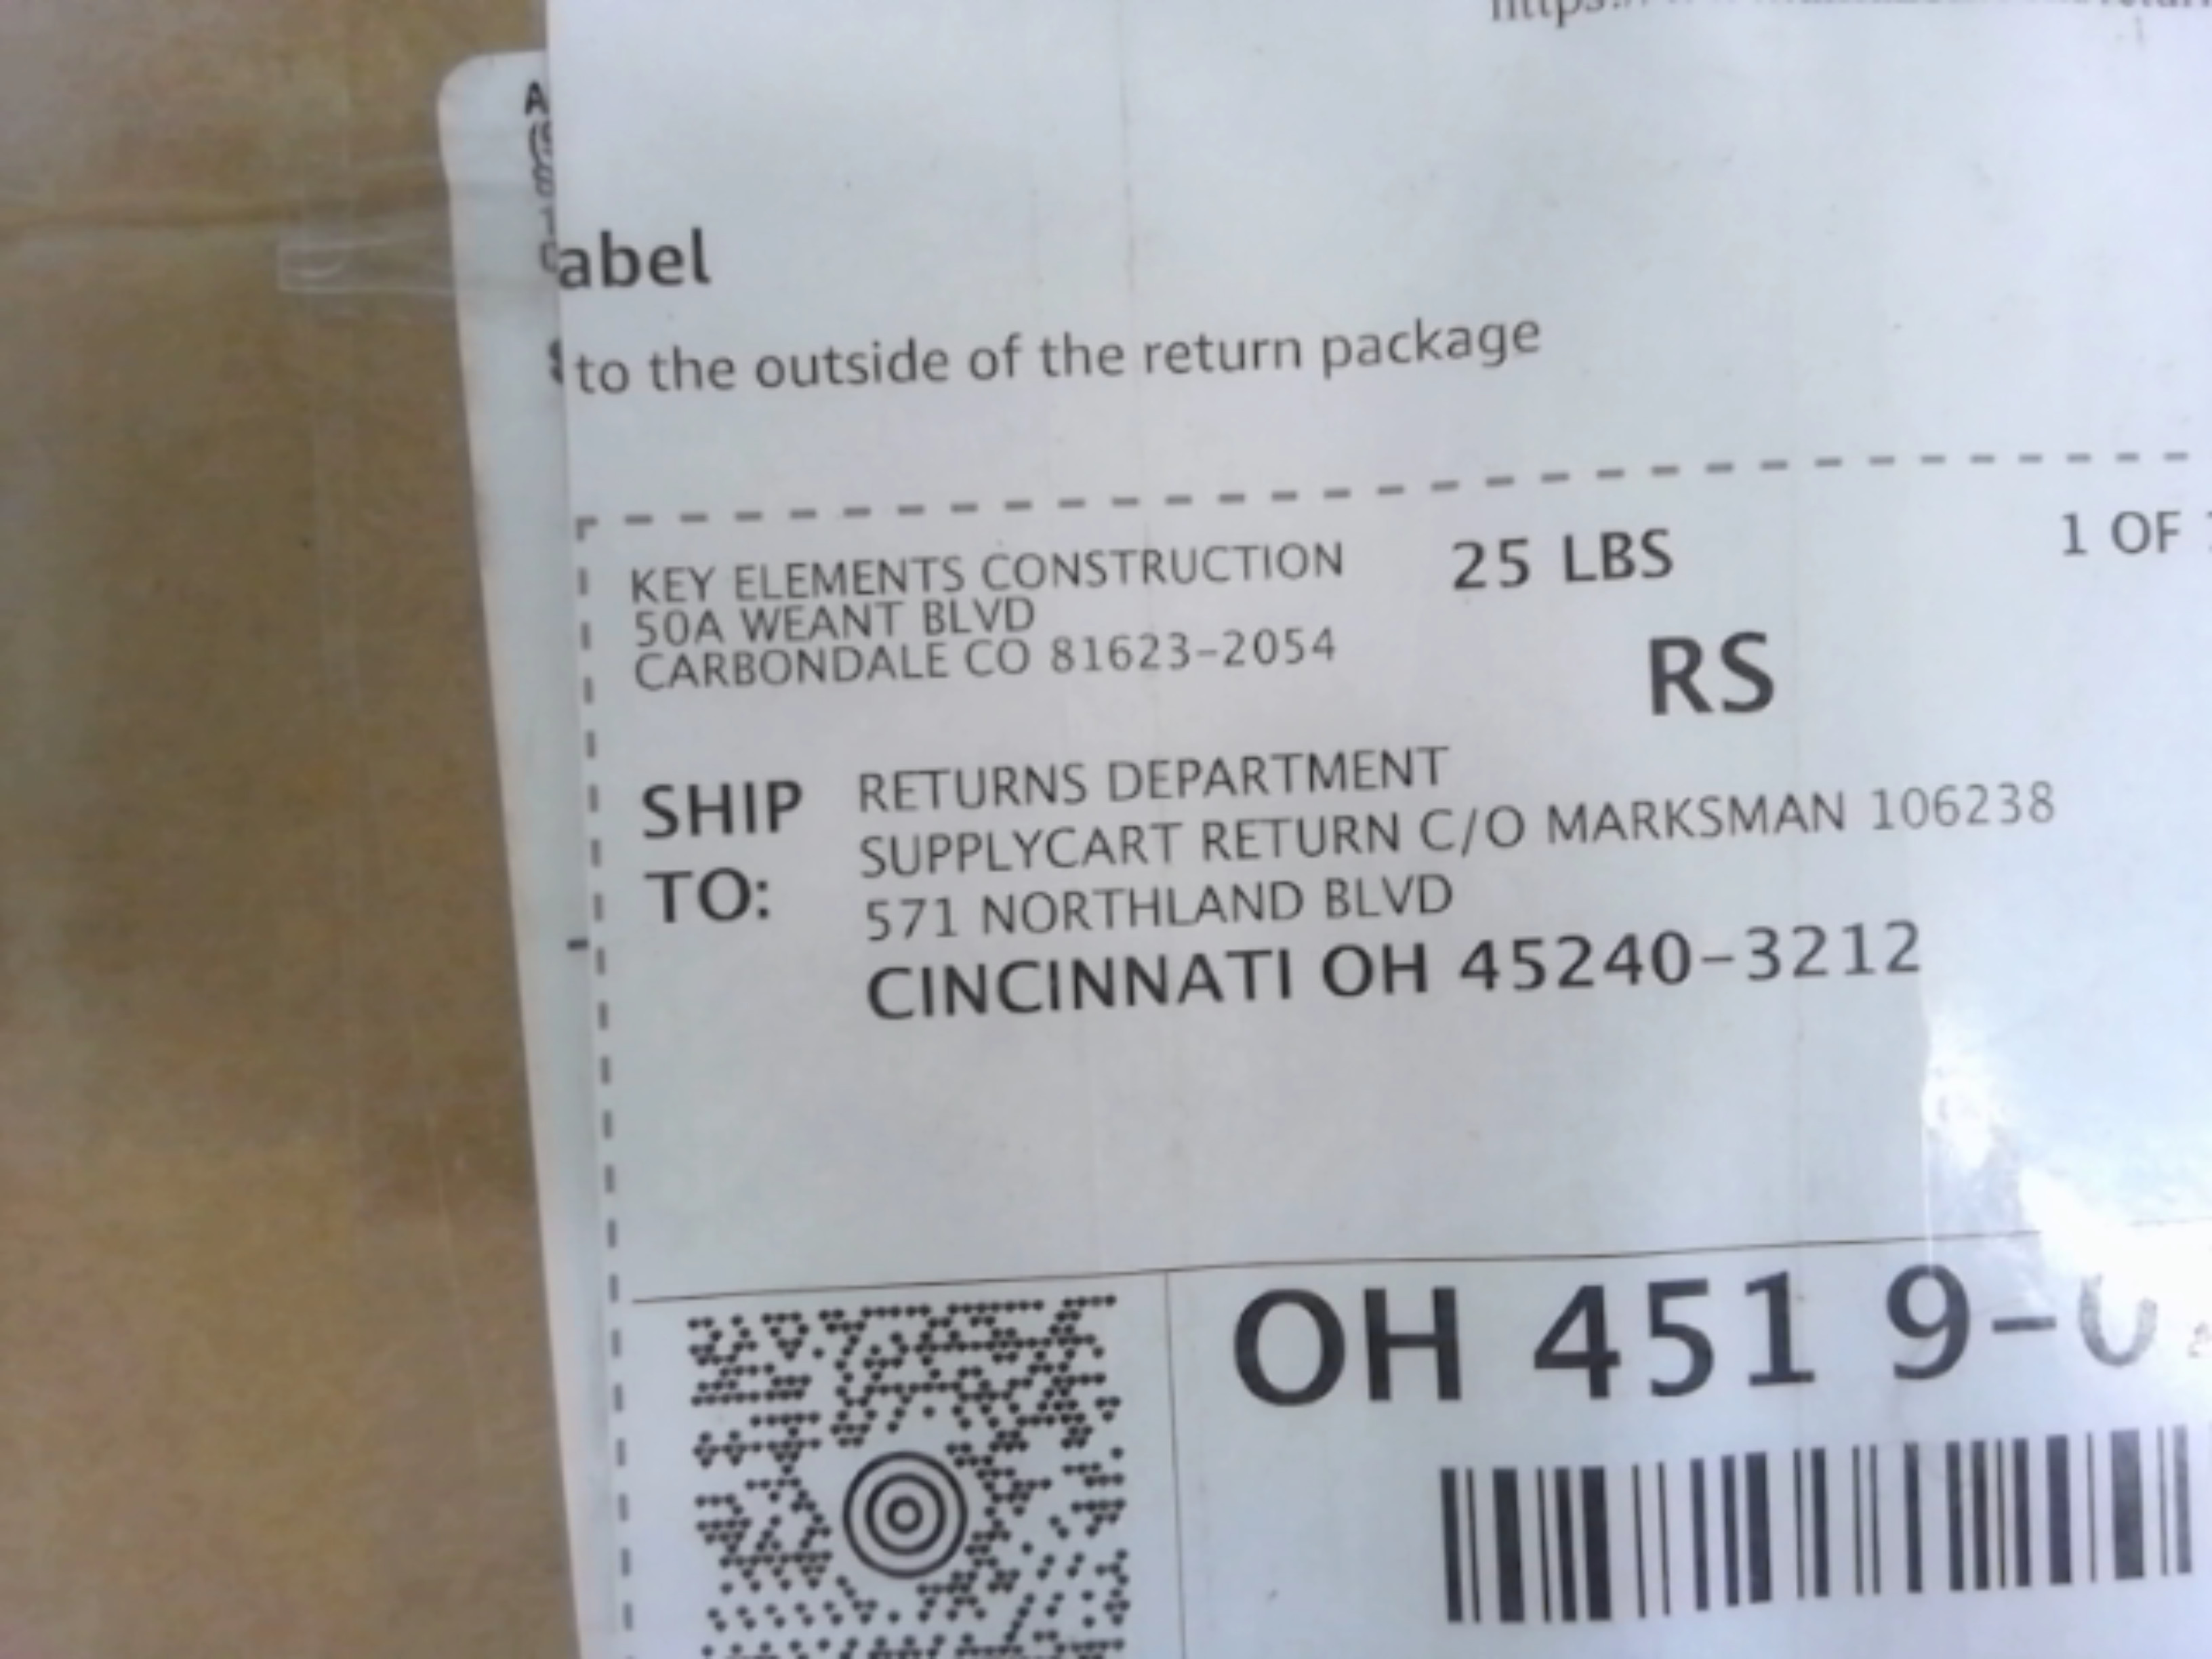 abel
to the outside of the return package
KEY ELEMENTS CONSTRUCTION 25 LBS 1 OF
50A WEANT BLVD
CARBONDALE CO 81623-2054
RS
SHIP TO:
RETURNS DEPARTMENT
SUPPLYCART RETURN C/O MARKSMAN 106238
571 NORTHLAND BLVD
CINCINNATI OH 45240-3212
OH 451 9-0